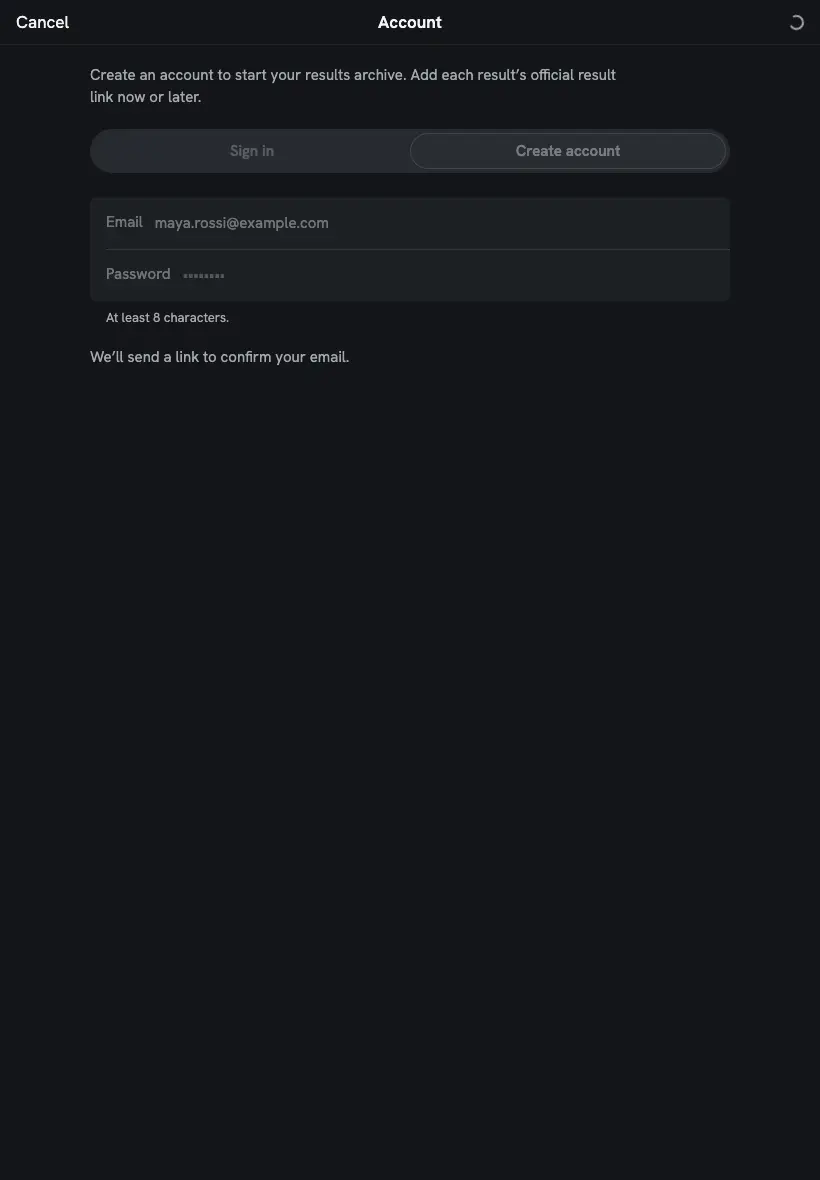 Cancel
Account
Create an account to start your results archive. Add each result’s official result
link now or later.
Sign in
Create account
Email maya.rossi@example.com
Password ••••••••
At least 8 characters.
We’ll send a link to confirm your email.